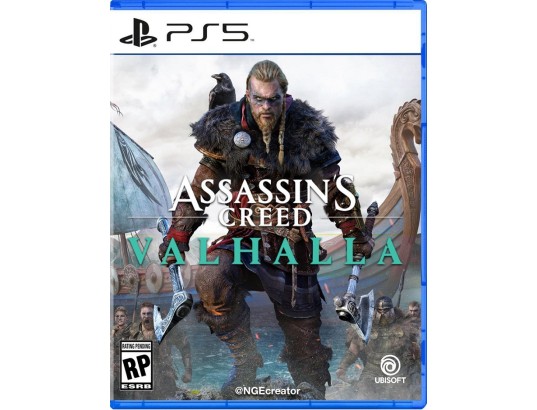 PS5
ASSASSIN'S
CREED
VALHALLA
RATING PENDING
RP
ESRB
UBISOFT
@NGEcreator